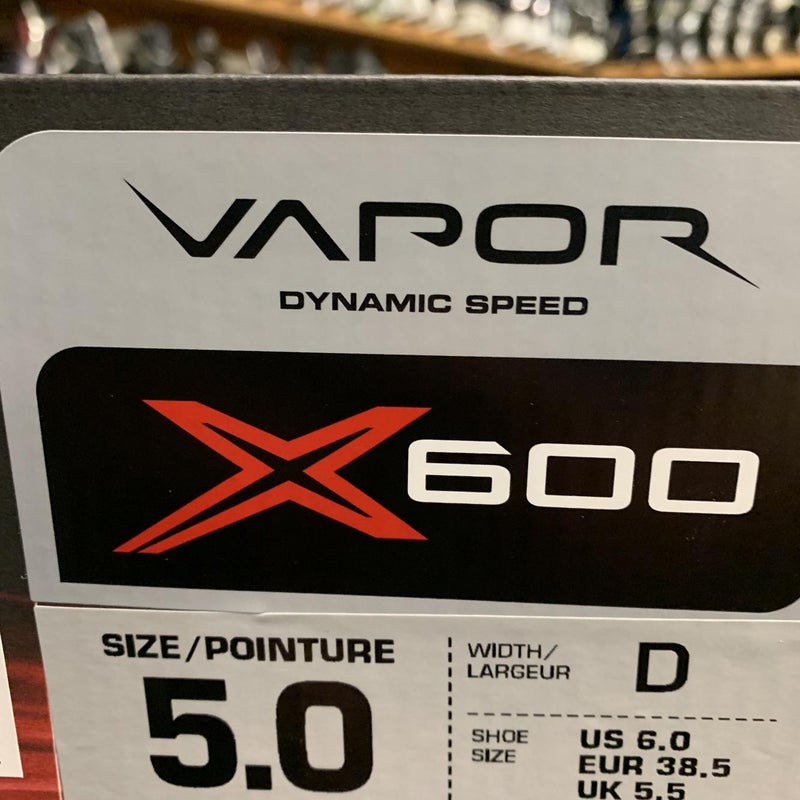 VAPOR
DYNAMIC SPEED
X600
SIZE/POINTURE
5.0
WIDTH/
LARGEUR
D
SHOE
SIZE
US 6.0
EUR 38.5
UK 5.5